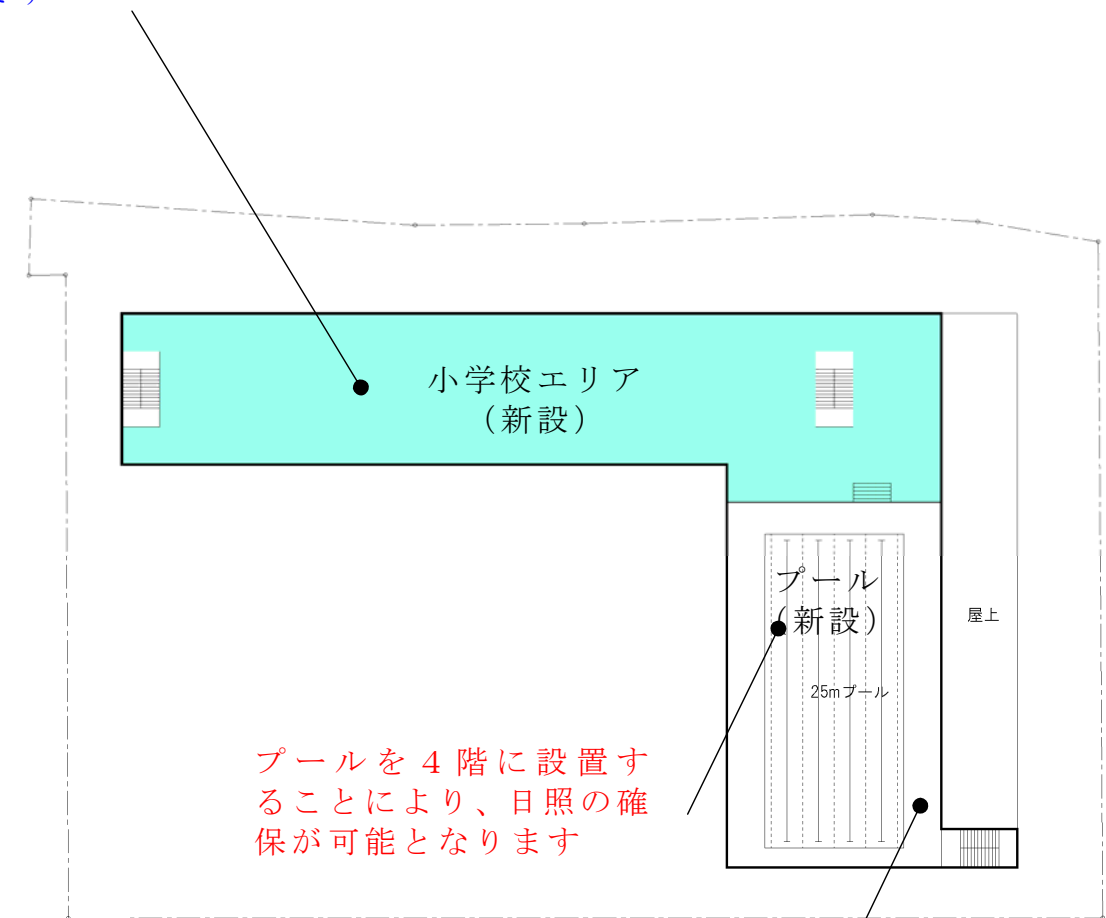 小学校エリア
（新設）
プール
（新設）
屋上
25mプール
プールを４階に設置す
ることにより、日照の確
保が可能となります